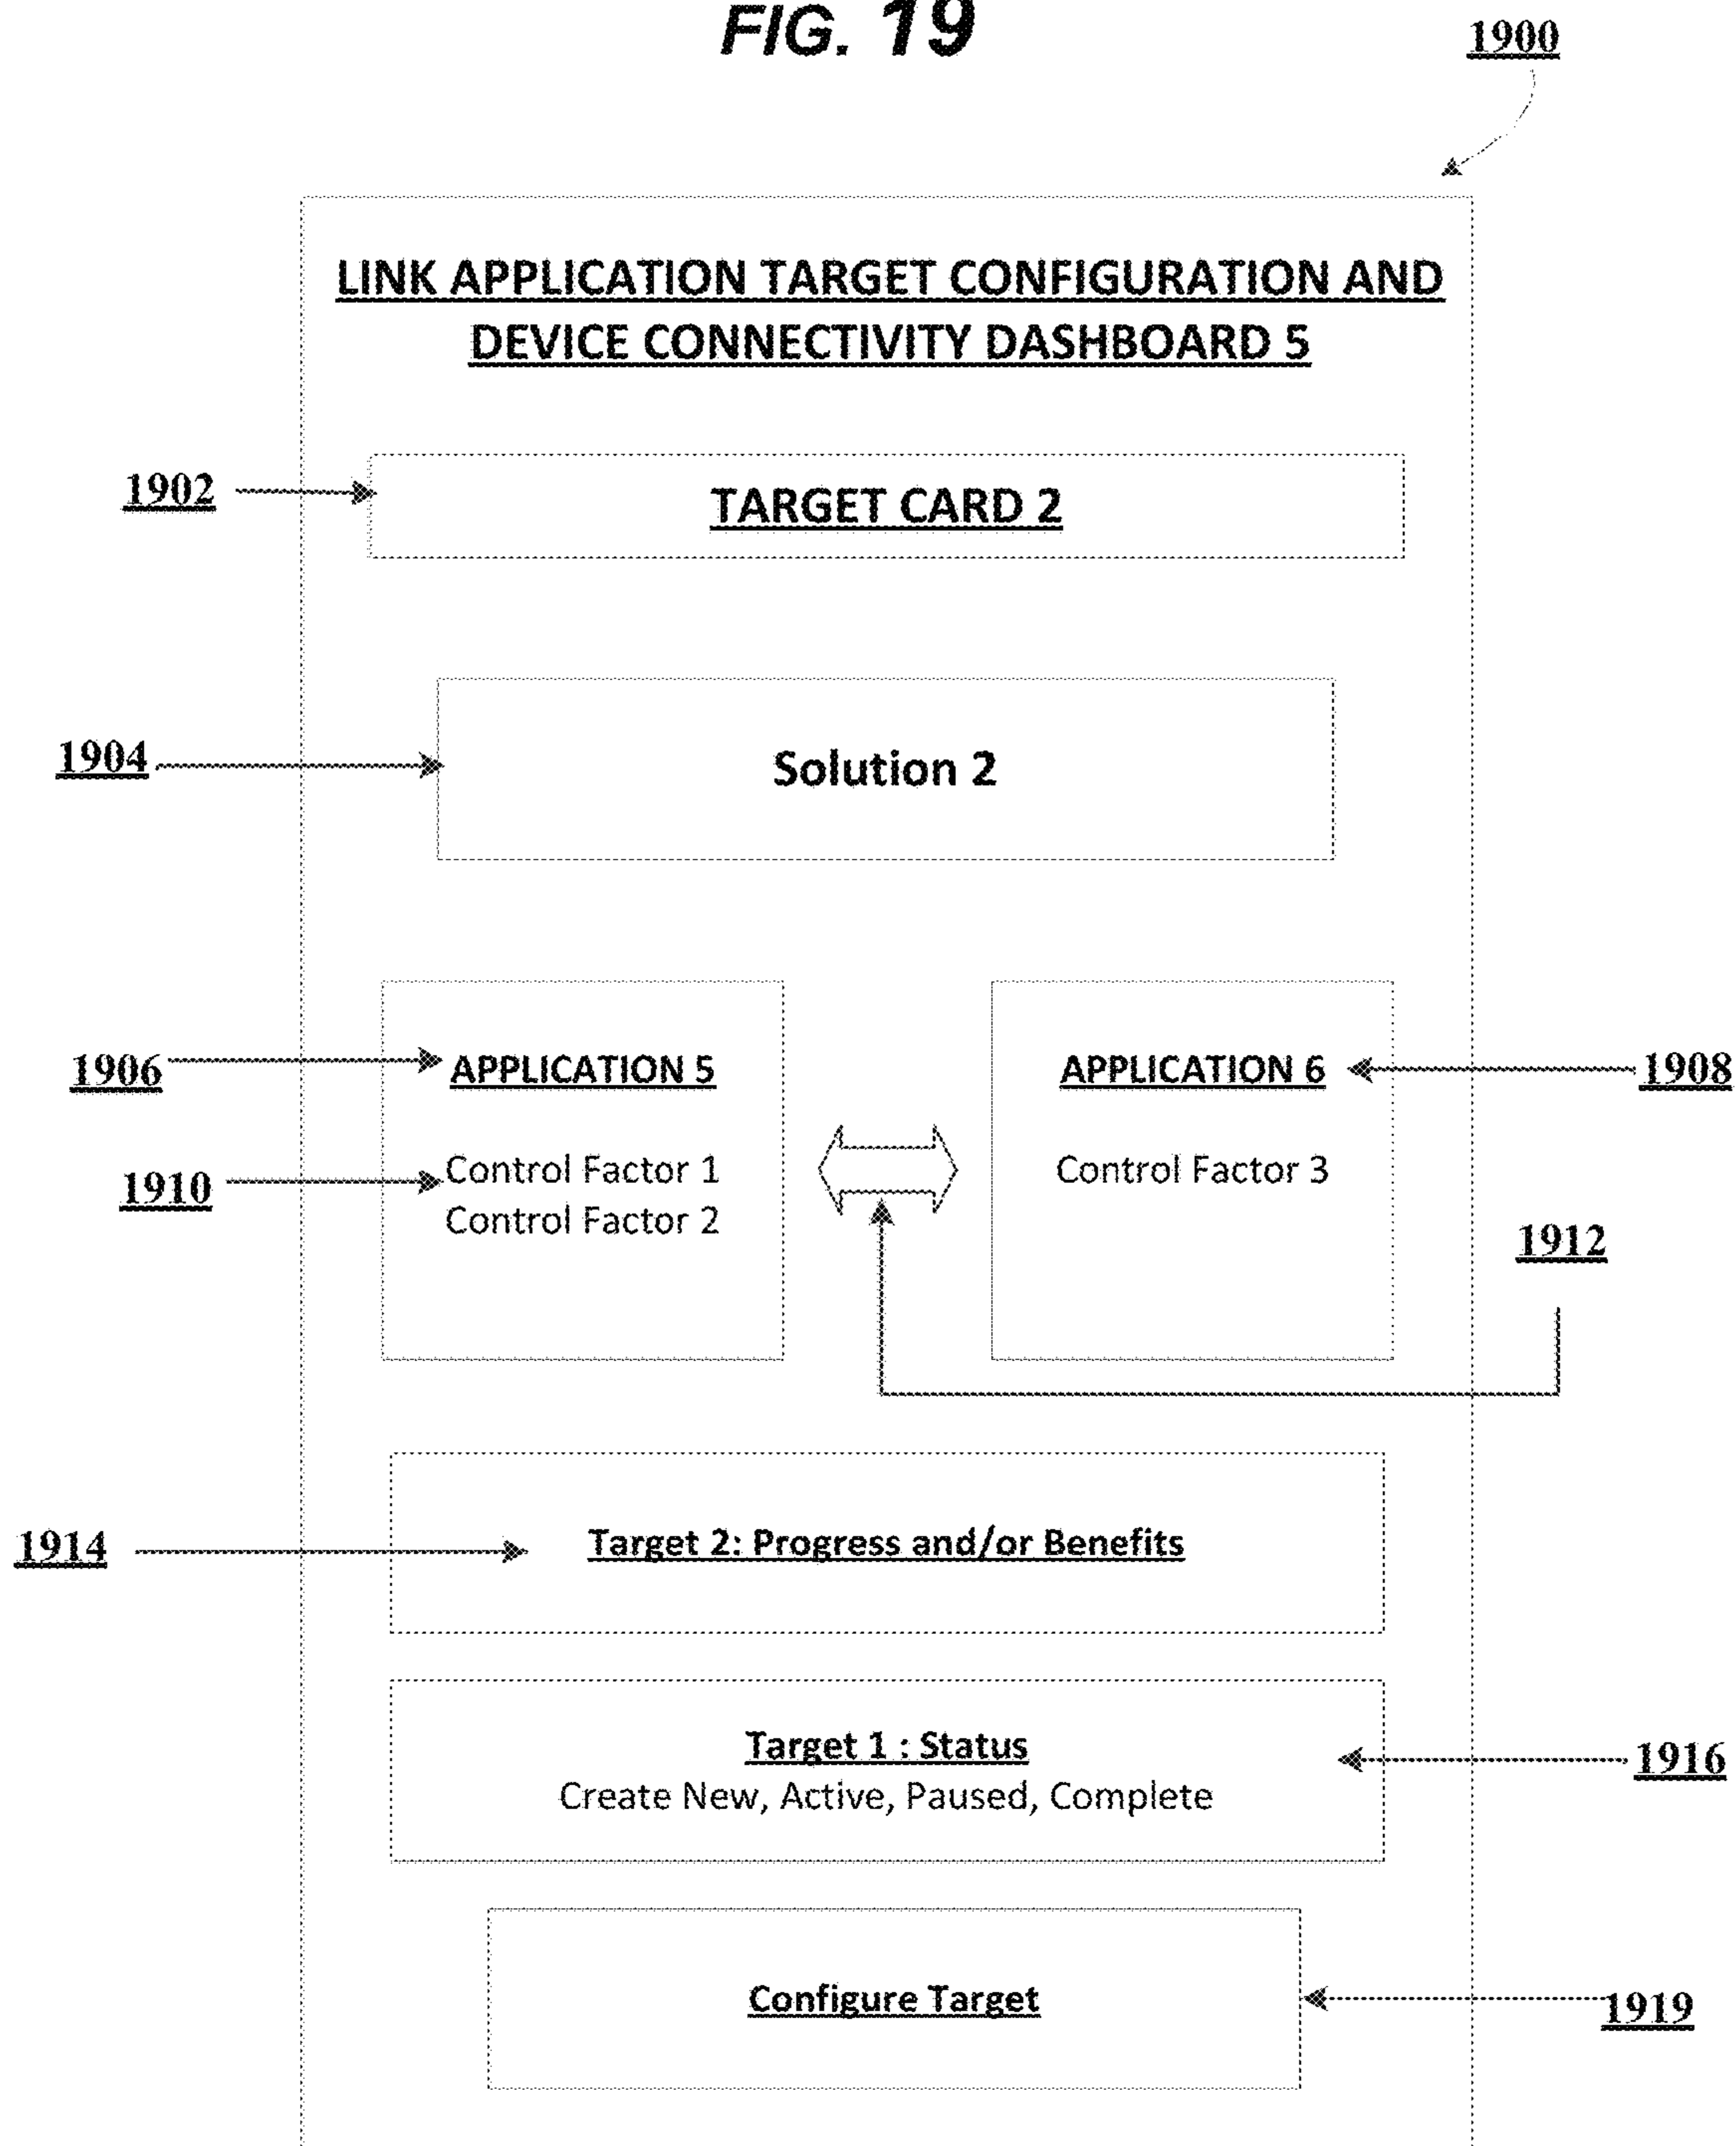 FIG. 19
1900
LINK APPLICATION TARGET CONFIGURATION AND
DEVICE CONNECTIVITY DASHBOARD 5
1902
TARGET CARD 2
1904
Solution 2
1906
APPLICATION 5
APPLICATION 6
1908
1910
Control Factor 1
Control Factor 2
Control Factor 3
1912
1914
Target 2: Progress and/or Benefits
Target 1 : Status
Create New, Active, Paused, Complete
1916
Configure Target
1919